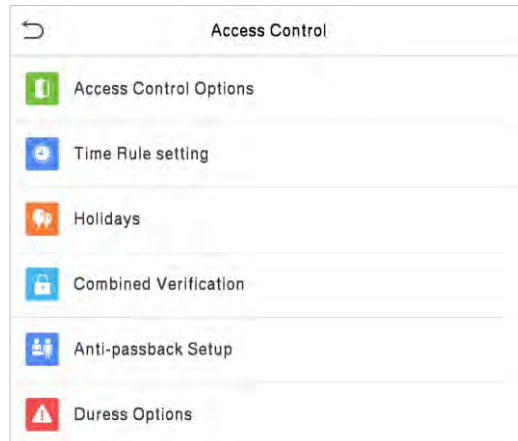 Access Control
Access Control Options
Time Rule setting
Holidays
Combined Verification
Anti-passback Setup
Duress Options